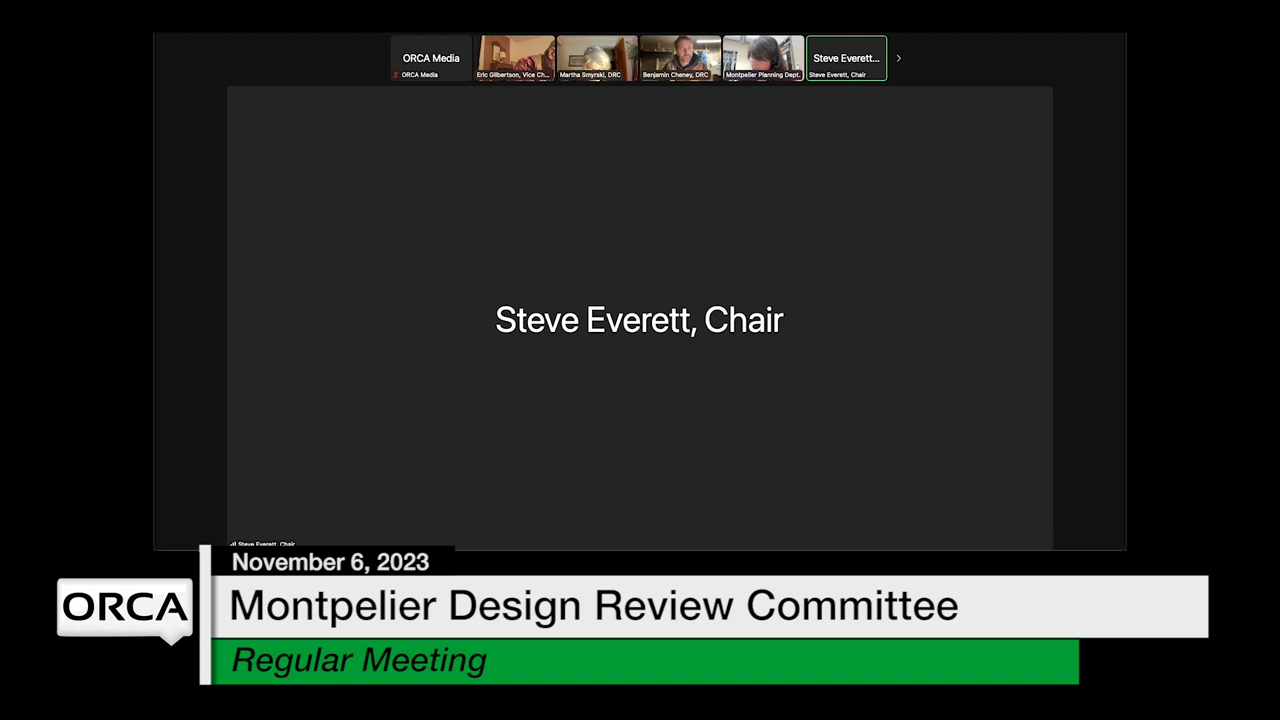 ORCA Media
Steve Everett...
ORCA Media
Eric Gilbertson, Vice Ch...
Martha Smyrski, DRC
Benjamin Cheney, DRC
Montpelier Planning Dept.
Steve Everett, Chair
Steve Everett, Chair
Steve Everett, Chair
November 6, 2023
ORCA
Montpelier Design Review Committee
Regular Meeting